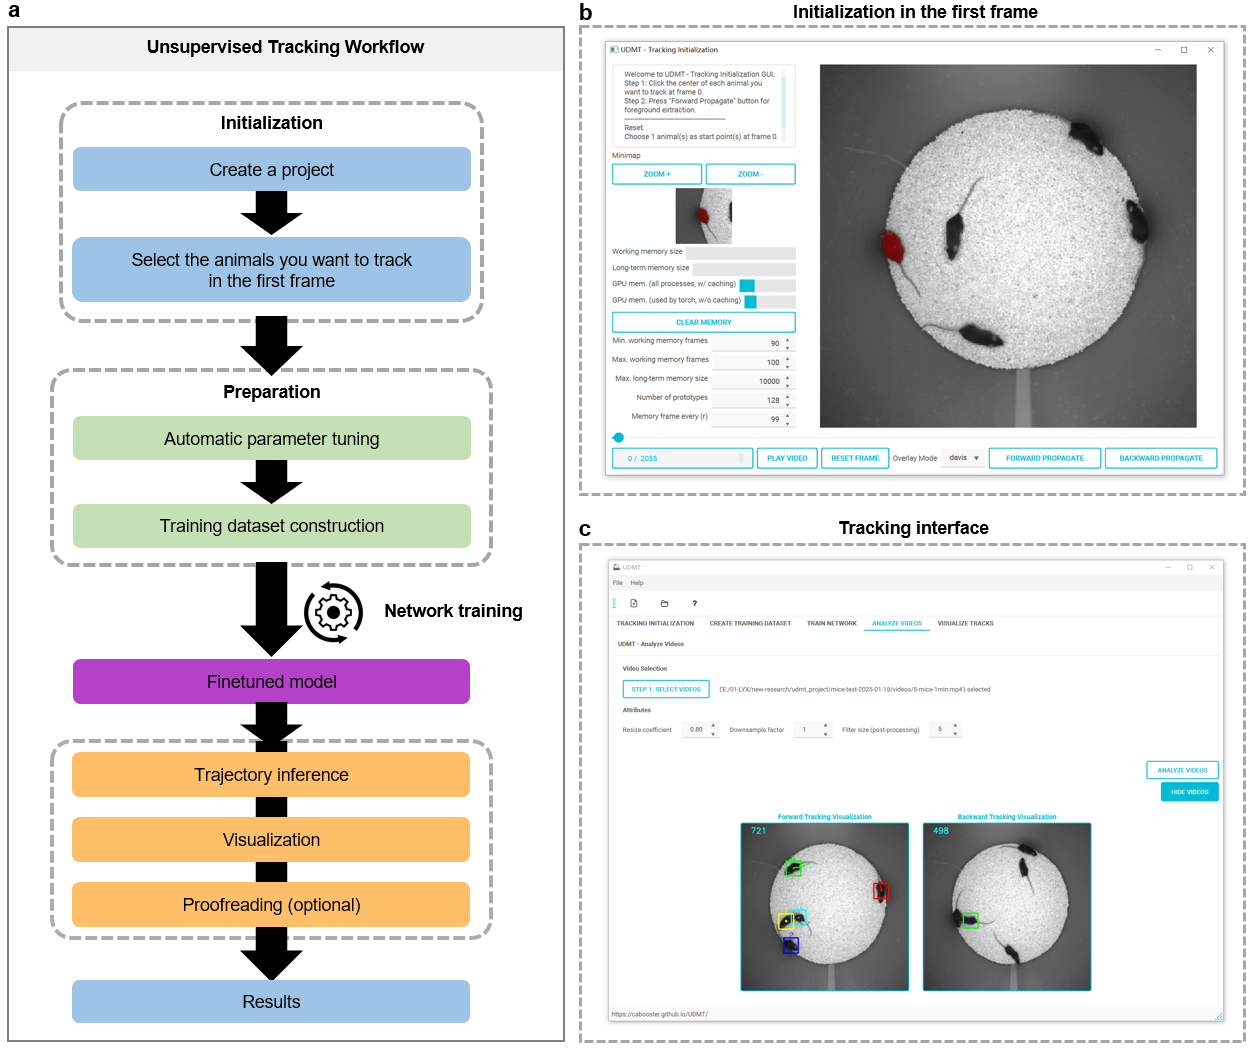 a
Unsupervised Tracking Workflow
Initialization
Create a project
Select the animals you want to track
in the first frame
Preparation
Automatic parameter tuning
Training dataset construction
Network training
Finetuned model
Trajectory inference
Visualization
Proofreading (optional)
Results
b
Initialization in the first frame
UDMT - Tracking Initialization
Welcome to UDMT - Tracking Initialization GUI.
Step 1: Click the center of each animal you
want to track at frame 0.
Step 2: Press "Forward Propagate" button for
foreground extraction.
Reset.
Choose 1 animal(s) as start point(s) at frame 0.
Minimap
ZOOM +
ZOOM -
Working memory size
Long-term memory size
GPU mem. (all processes, w/ caching)
GPU mem. (used by torch, w/o caching)
CLEAR MEMORY
Min. working memory frames 90
Max. working memory frames 100
Max. long-term memory size 10000
Number of prototypes 128
Memory frame every (r) 99
0 / 2055
PLAY VIDEO
RESET FRAME
Overlay Mode
davis
FORWARD PROPAGATE
BACKWARD PROPAGATE
c
Tracking interface
UDMT
File Help
?
TRACKING INITIALIZATION
CREATE TRAINING DATASET
TRAIN NETWORK
ANALYZE VIDEOS
VISUALIZE TRACKS
UDMT - Analyze Videos
Video Selection
STEP 1. SELECT VIDEOS
('E:/01-LYX/new-research/udmt_project/mice-test-2025-01-18/videos/5-mice-1min.mp4') selected
Attributes
Resize coefficient 0.80
Downsample factor 1
Filter size (post-processing) 5
ANALYZE VIDEOS
HIDE VIDEOS
Forward Tracking Visualization
721
Backward Tracking Visualization
498
https://cabooster.github.io/UDMT/